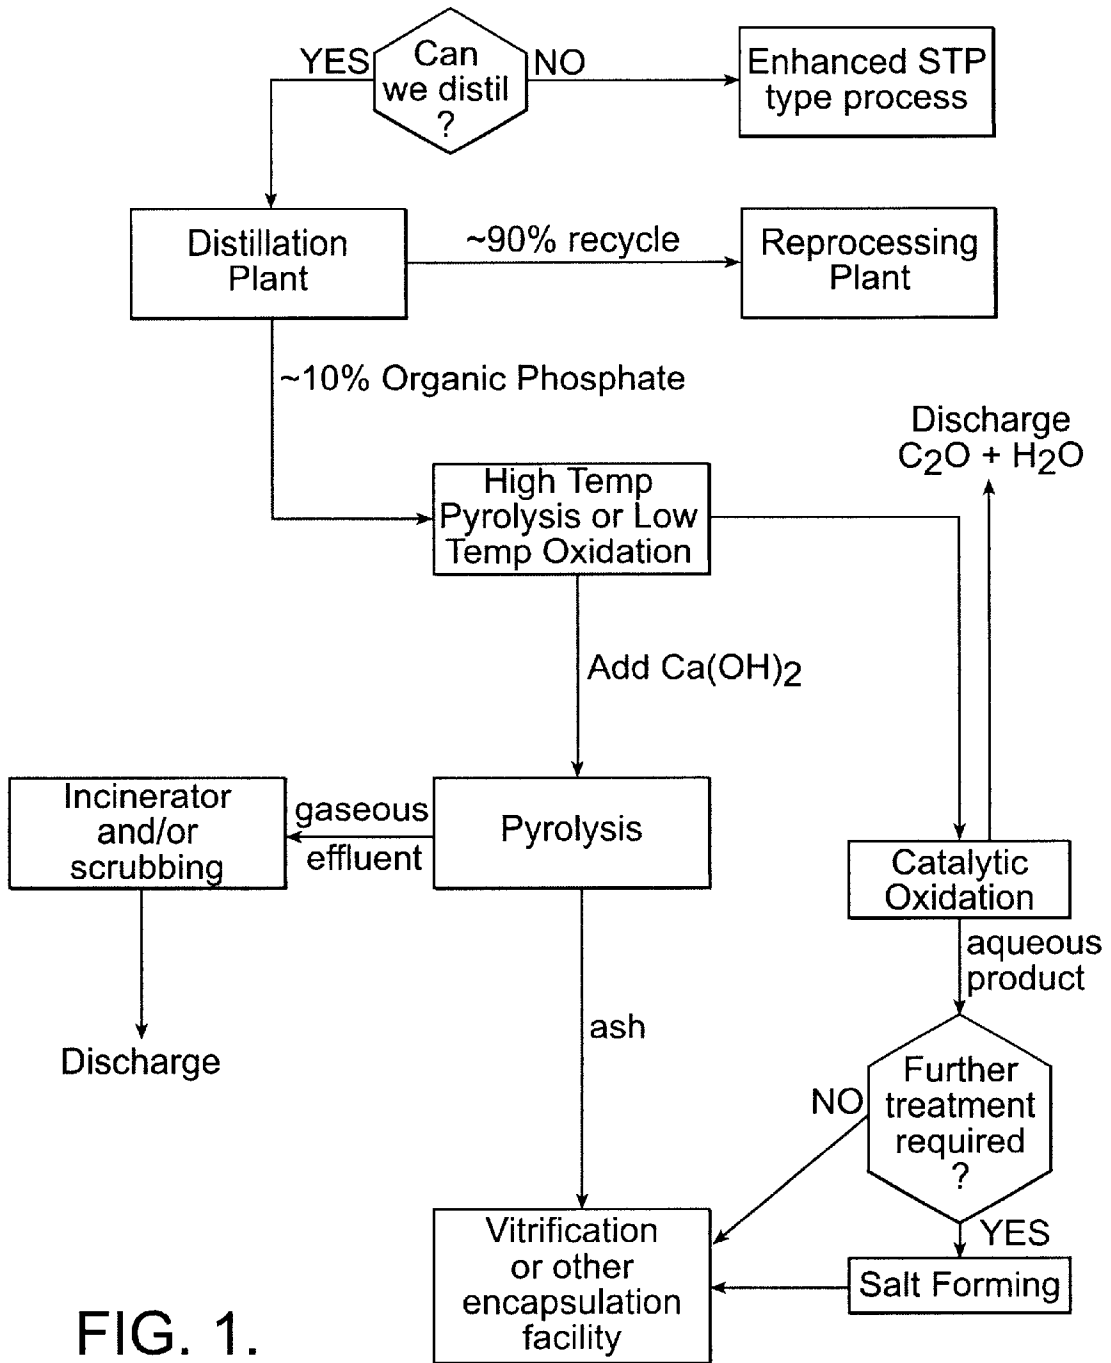 YES
Can
we distil
?
NO
Enhanced STP
type process
Distillation
Plant
~90% recycle
Reprocessing
Plant
~10% Organic Phosphate
Discharge
C2O + H2O
High Temp
Pyrolysis or Low
Temp Oxidation
Add Ca(OH)2
Incinerator
and/or
scrubbing
gaseous
effluent
Pyrolysis
Catalytic
Oxidation
aqueous
product
ash
Discharge
NO
Further
treatment
required
?
YES
Vitrification
or other
encapsulation
facility
Salt Forming
FIG. 1.